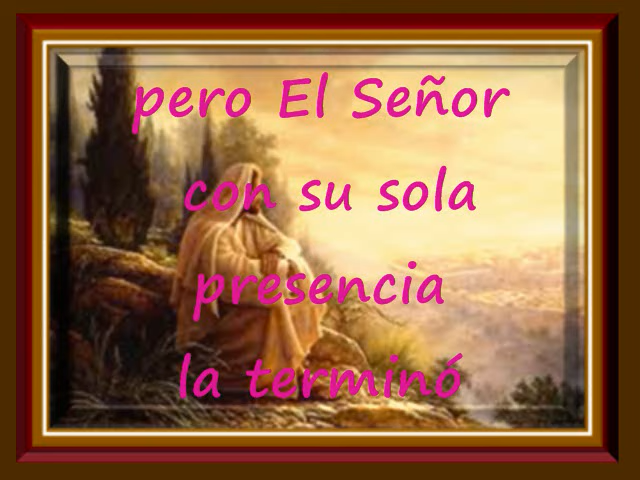 pero El Señor
con su sola
presencia
la terminó